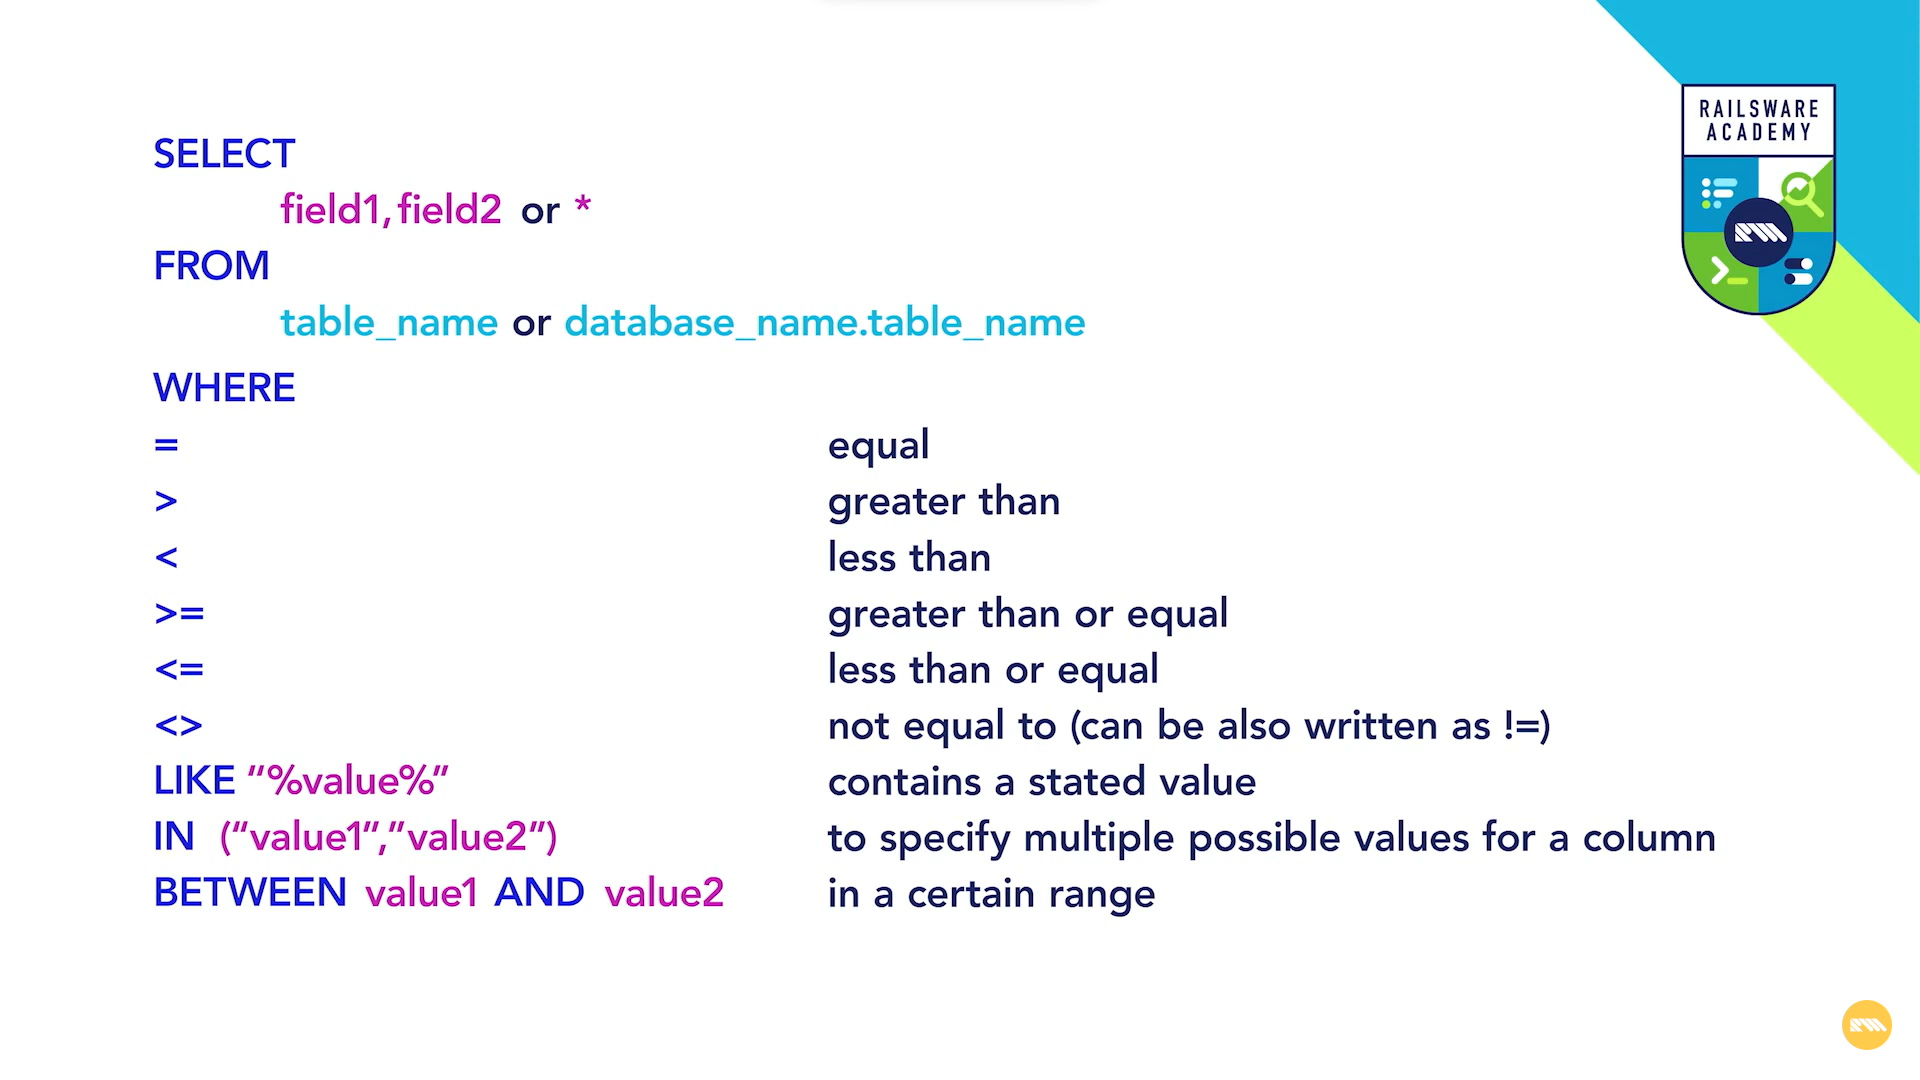 RAILSWARE
ACADEMY
SELECT
field1, field2 or *
FROM
table_name or database_name.table_name
WHERE
= equal
> greater than
< less than
>= greater than or equal
<= less than or equal
<> not equal to (can be also written as !=)
LIKE “%value%” contains a stated value
IN (“value1”,”value2”) to specify multiple possible values for a column
BETWEEN value1 AND value2 in a certain range